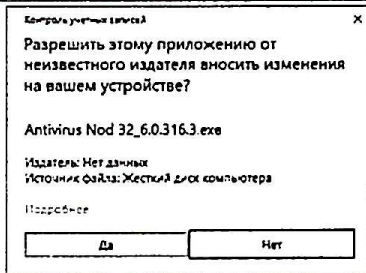 Контроль учетных записей
Разрешить этому приложению от
неизвестного издателя вносить изменения
на вашем устройстве?
Antivirus Nod 32_6.0.316.3.exe
Издатель: Нет данных
Источник файла: Жесткий диск компьютера
Подробнее
Да
Нет